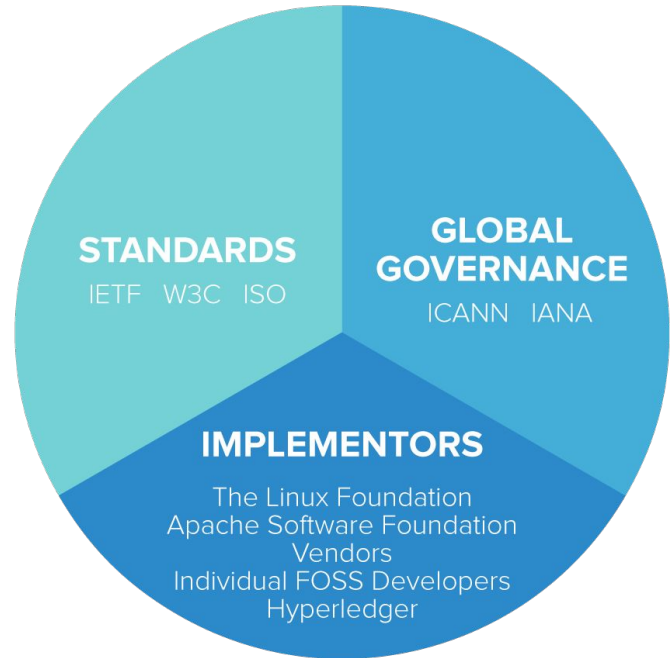 STANDARDS
IETF W3C ISO
GLOBAL
GOVERNANCE
ICANN IANA
IMPLEMENTORS
The Linux Foundation
Apache Software Foundation
Vendors
Individual FOSS Developers
Hyperledger